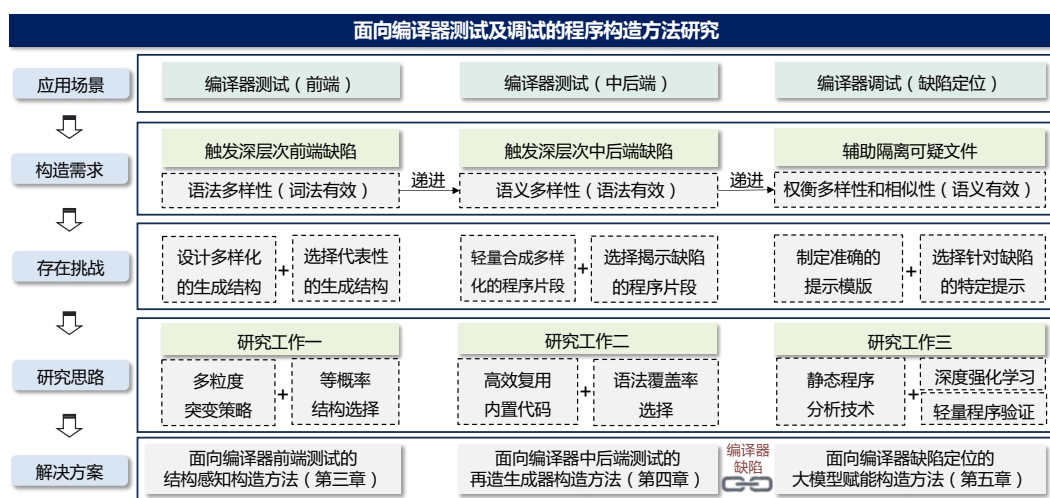 面向编译器测试及调试的程序构造方法研究
应用场景
编译器测试（前端）
编译器测试（中后端）
编译器调试（缺陷定位）
构造需求
触发深层次前端缺陷
触发深层次中后端缺陷
辅助隔离可疑文件
语法多样性（词法有效）
递进
语义多样性（语法有效）
递进
权衡多样性和相似性（语义有效）
存在挑战
设计多样化
的生成结构
+
选择代表性
的生成结构
轻量合成多样
化的程序片段
+
选择揭示缺陷
的程序片段
制定准确的
提示模版
+
选择针对缺陷
的特定提示
研究思路
研究工作一
研究工作二
研究工作三
多粒度
突变策略
+
等概率
结构选择
高效复用
内置代码
+
语法覆盖率
选择
静态程序
分析技术
+
深度强化学习
轻量程序验证
解决方案
面向编译器前端测试的
结构感知构造方法（第三章）
面向编译器中后端测试的
再造生成器构造方法（第四章）
编译器
缺陷
面向编译器缺陷定位的
大模型赋能构造方法（第五章）